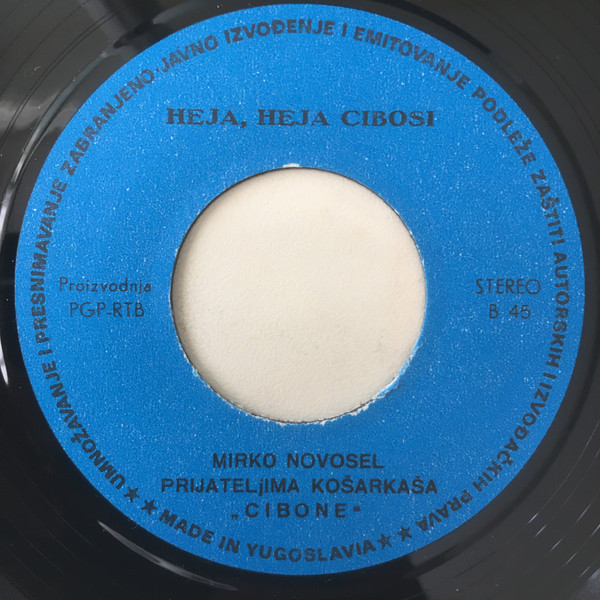 UMNOŽAVANJE I PRESNIMAVANJE ZABRANJENO·JAVNO IZVOĐENJE I EMITOVANJE PODLEŽE ZAŠTITI AUTORSKIH I IZVOĐAČKIH PRAVA
HEJA, HEJA CIBOSI
Proizvodnja
PGP-RTB
STEREO
B 45
MIRKO NOVOSEL
PRIJATELjIMA KOŠARKAŠA
„CIBONE“
★★MADE IN YUGOSLAVIA★★